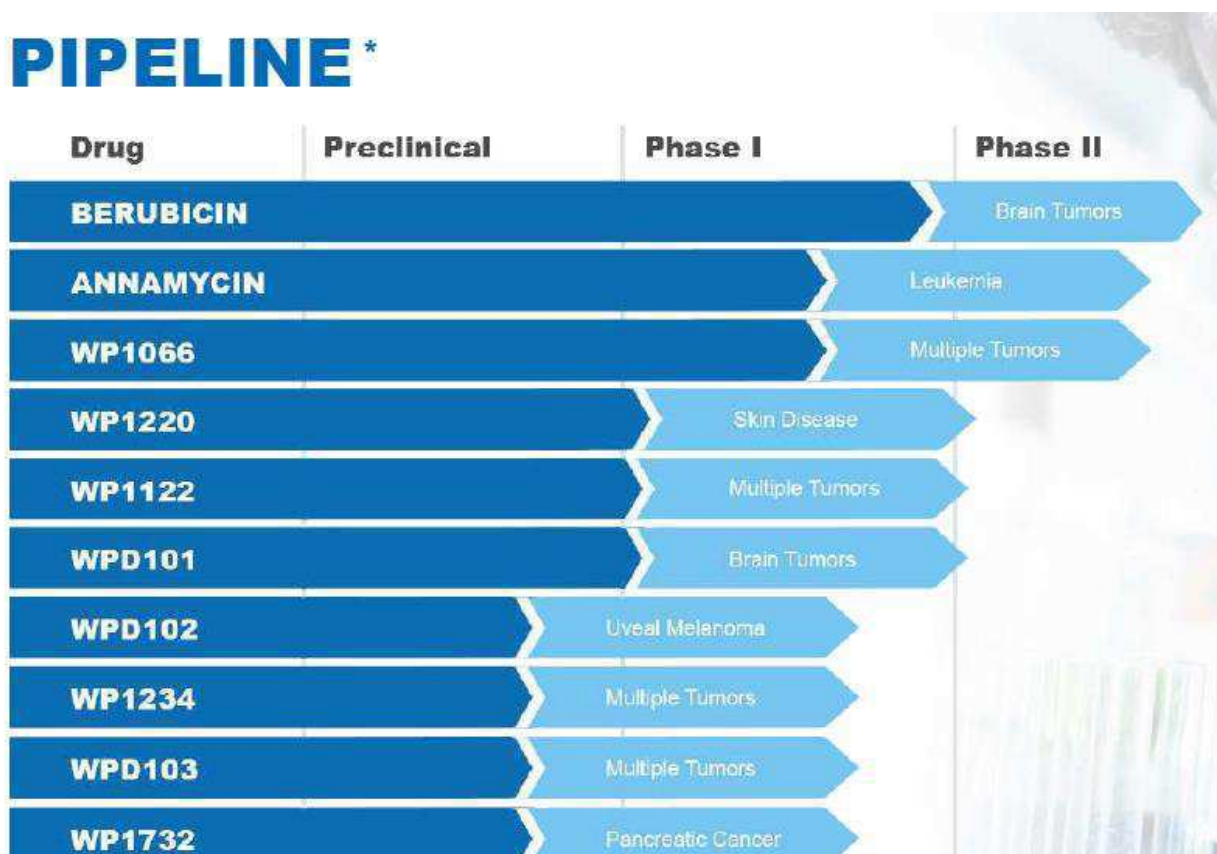 PIPELINE*
Drug Preclinical Phase I Phase II
BERUBICIN Brain Tumors
ANNAMYCIN Leukemia
WP1066 Multiple Tumors
WP1220 Skin Disease
WP1122 Multiple Tumors
WPD101 Brain Tumors
WPD102 Uveal Melanoma
WP1234 Multiple Tumors
WPD103 Multiple Tumors
WP1732 Pancreatic Cancer